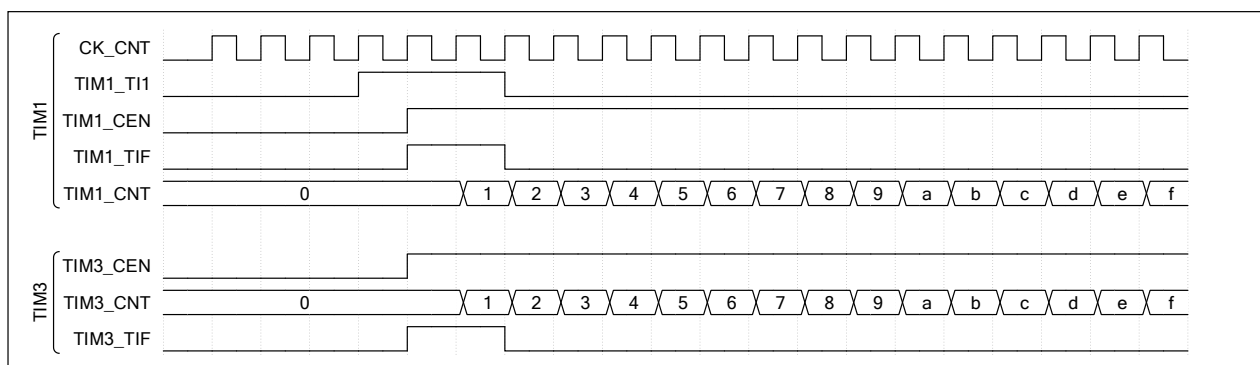 TIM1
CK_CNT
TIM1_TI1
TIM1_CEN
TIM1_TIF
TIM1_CNT 0 1 2 3 4 5 6 7 8 9 a b c d e f
TIM3
TIM3_CEN
TIM3_CNT 0 1 2 3 4 5 6 7 8 9 a b c d e f
TIM3_TIF